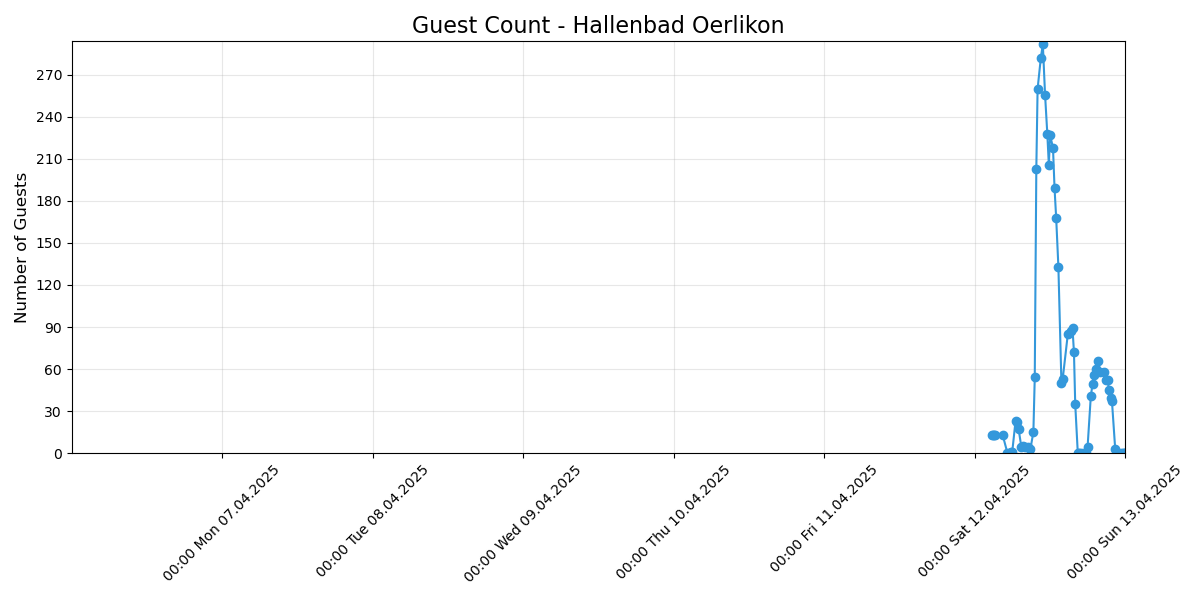 Guest Count - Hallenbad Oerlikon
Number of Guests
270
240
210
180
150
120
90
60
30
0
00:00 Mon 07.04.2025
00:00 Tue 08.04.2025
00:00 Wed 09.04.2025
00:00 Thu 10.04.2025
00:00 Fri 11.04.2025
00:00 Sat 12.04.2025
00:00 Sun 13.04.2025